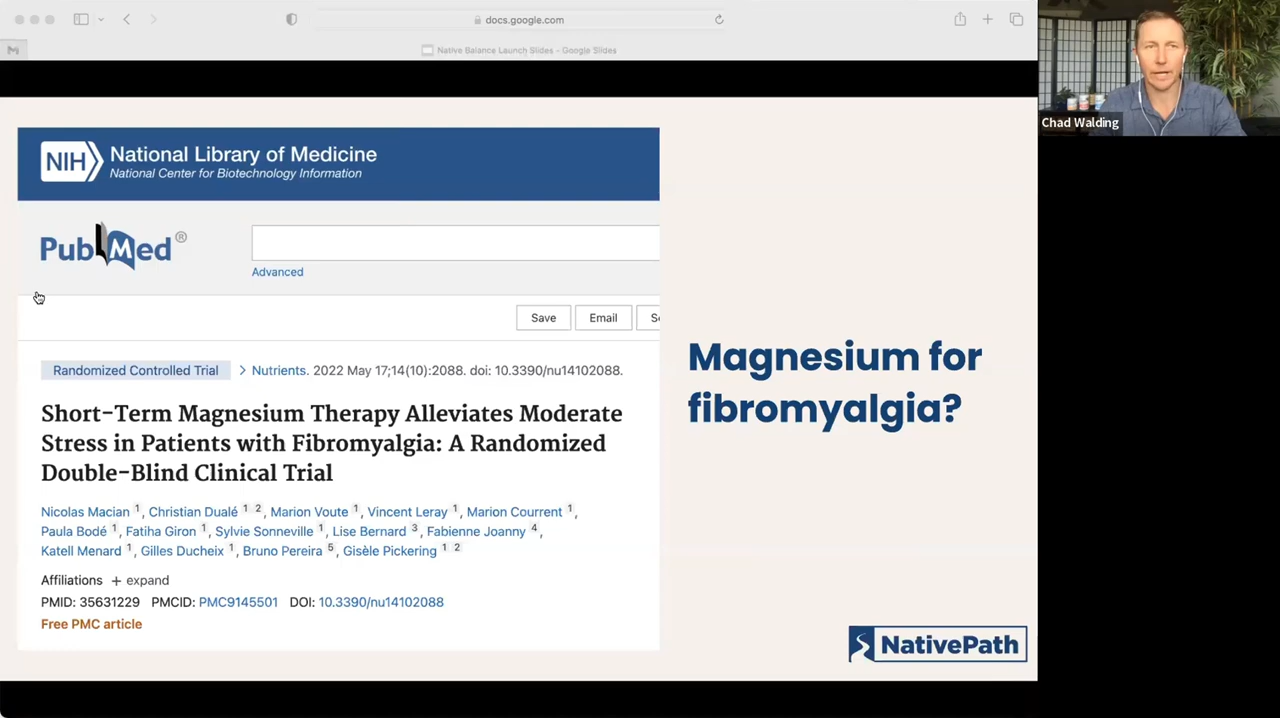 docs.google.com
Native Balance Launch Slides - Google Slides
Chad Walding
NIH National Library of Medicine
National Center for Biotechnology Information
PubMed®
Advanced
Save Email Se
Randomized Controlled Trial > Nutrients. 2022 May 17;14(10):2088. doi: 10.3390/nu14102088.
Short-Term Magnesium Therapy Alleviates Moderate
Stress in Patients with Fibromyalgia: A Randomized
Double-Blind Clinical Trial
Nicolas Macian 1, Christian Dualé 1 2, Marion Voute 1, Vincent Leray 1, Marion Courrent 1,
Paula Bodé 1, Fatiha Giron 1, Sylvie Sonneville 1, Lise Bernard 3, Fabienne Joanny 4,
Katell Menard 1, Gilles Ducheix 1, Bruno Pereira 5, Gisèle Pickering 1 2
Affiliations + expand
PMID: 35631229 PMCID: PMC9145501 DOI: 10.3390/nu14102088
Free PMC article
Magnesium for
fibromyalgia?
NativePath